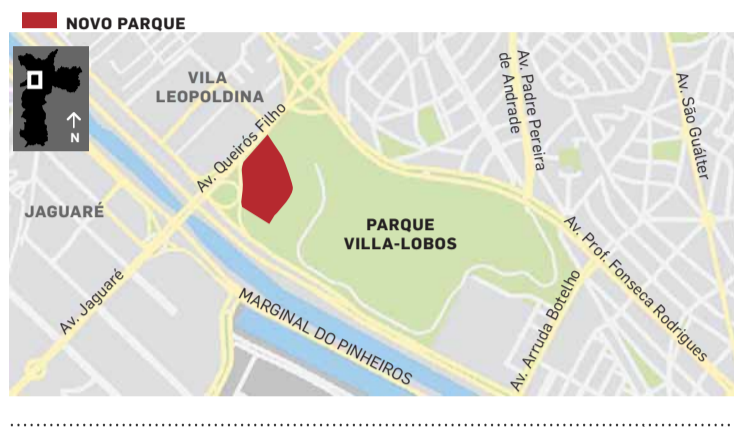 NOVO PARQUE
N
VILA
LEOPOLDINA
Av. Queirós Filho
Av. Padre Pereira
de Andrade
Av. São Guálter
JAGUARÉ
PARQUE
VILLA-LOBOS
Av. Jaguaré
MARGINAL DO PINHEIROS
Av. Arruda Botelho
Av. Prof. Fonseca Rodrigues